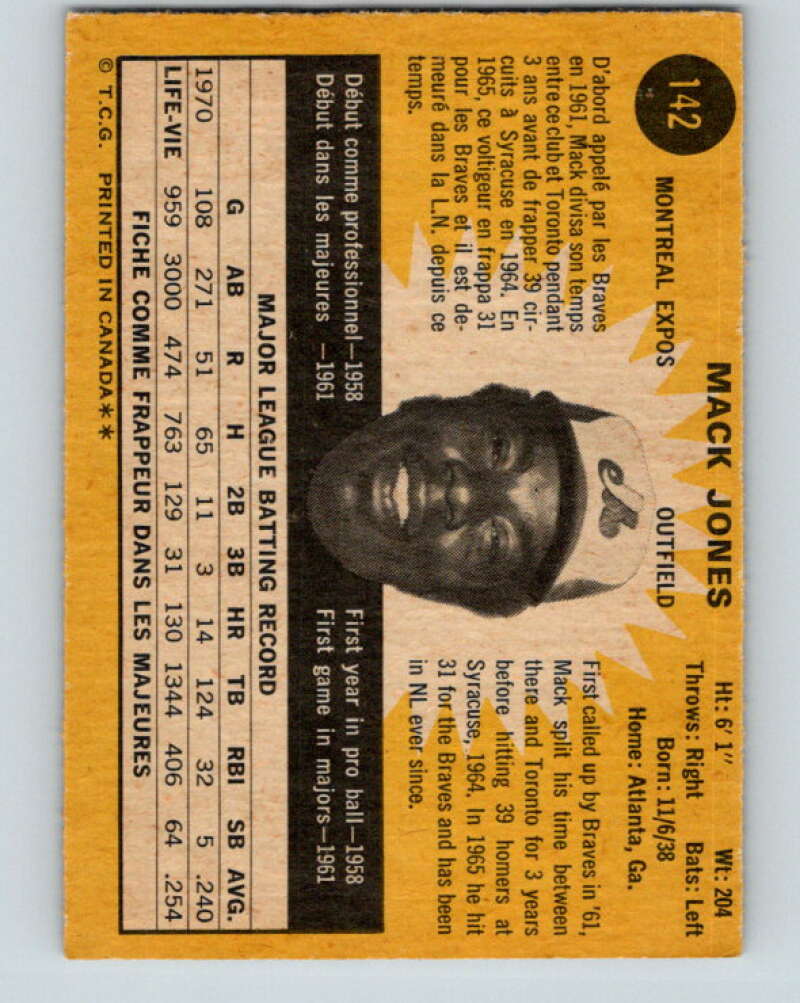 142
MACK JONES
MONTREAL EXPOS OUTFIELD
Ht: 6'1" Wt: 204
Throws: Right Bats: Left
Born: 11/6/38
Home: Atlanta, Ga.
D'abord appelé par les Braves
en 1961, Mack divisa son temps
entre ce club et Toronto pendant
3 ans avant de frapper 39 cir-
cuits à Syracuse en 1964. En
1965, ce voltigeur en frappa 31
pour les Braves et il est de-
meuré dans la L.N. depuis ce
temps.
eb
First called up by Braves in '61,
Mack split his time between
there and Toronto for 3 years
before hitting 39 homers at
Syracuse, 1964. In 1965 he hit
31 for the Braves and has been
in NL ever since.
Début comme professionnel—1958
Début dans les majeures —1961
First year in pro ball—1958
First game in majors—1961
MAJOR LEAGUE BATTING RECORD
G AB R H 2B 3B HR TB RBI SB AVG.
1970 108 271 51 65 11 3 14 124 32 5 .240
LIFE-VIE 959 3000 474 763 129 31 130 1344 406 64 .254
FICHE COMME FRAPPEUR DANS LES MAJEURES
© T.C.G. PRINTED IN CANADA**